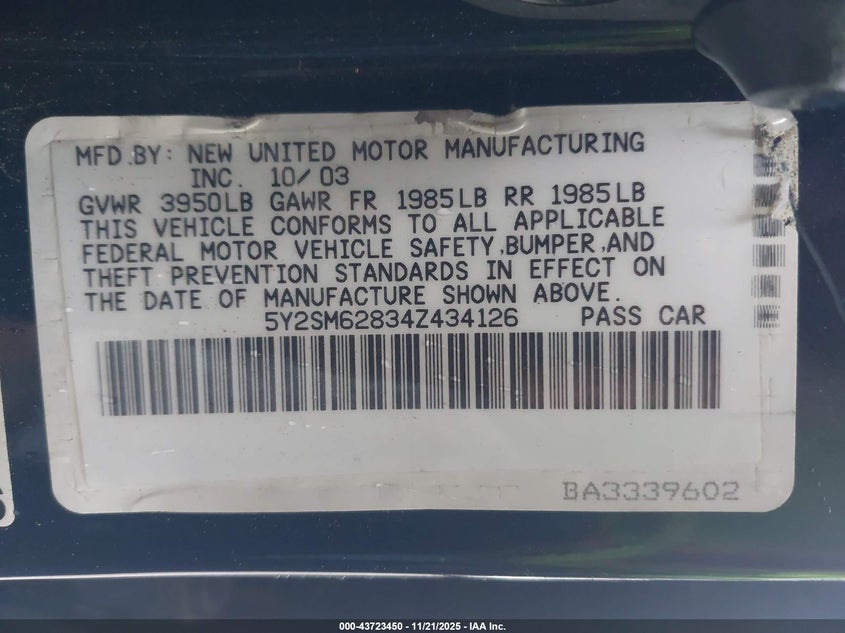 MFD.BY: NEW UNITED MOTOR MANUFACTURING
INC. 10/03
GVWR 3950LB GAWR FR 1985LB RR 1985LB
THIS VEHICLE CONFORMS TO ALL APPLICABLE
FEDERAL MOTOR VEHICLE SAFETY,BUMPER,AND
THEFT PREVENTION STANDARDS IN EFFECT ON
THE DATE OF MANUFACTURE SHOWN ABOVE.
5Y2SM62834Z434126 PASS CAR
BA3339602
000-43723450 - 11/21/2025 - IAA Inc.